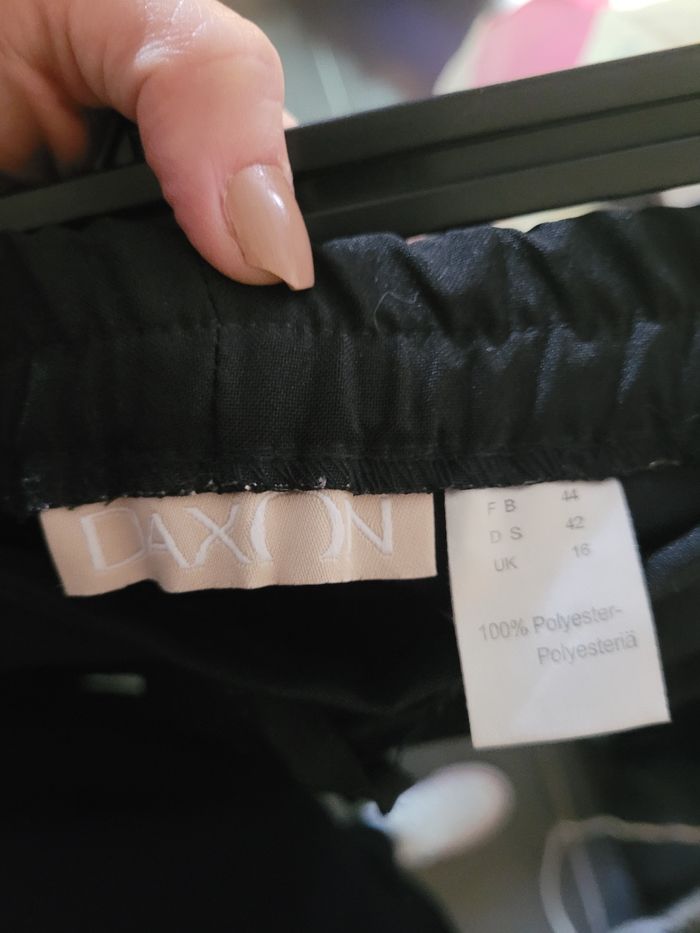 DAXON
F B 44
D S 42
UK 16
100% Polyester-
Polyesteriä